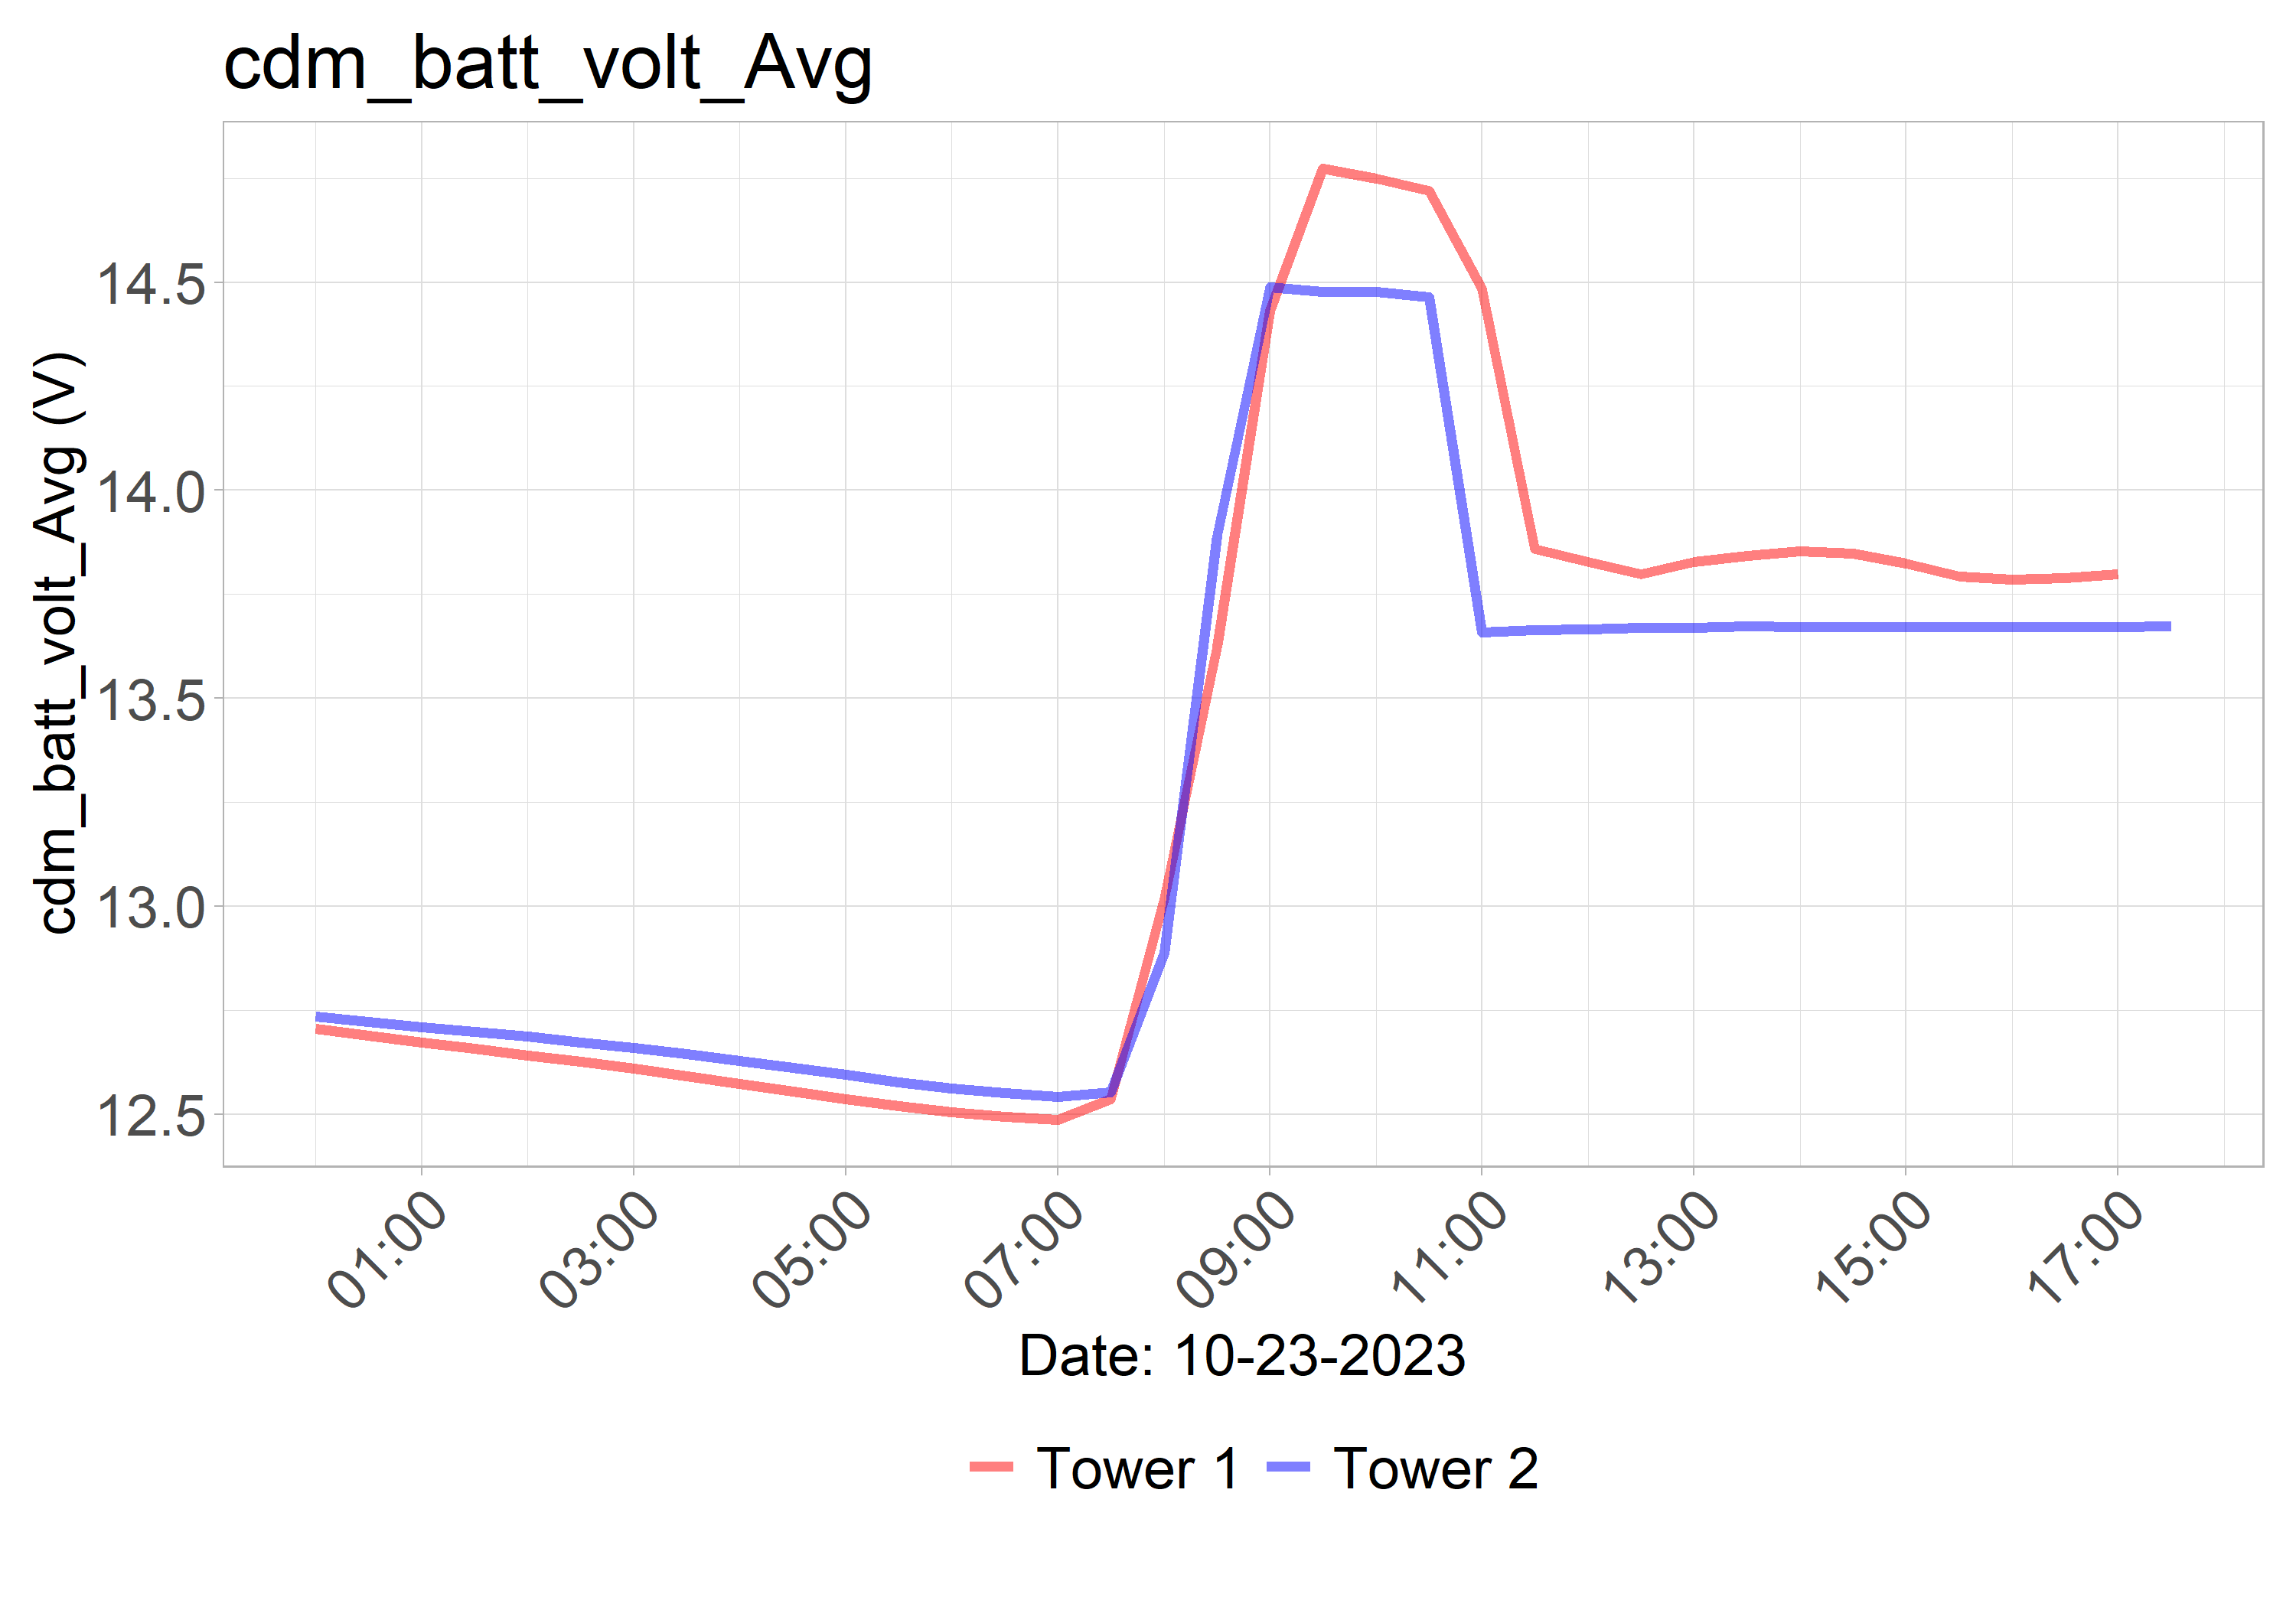 cdm_batt_volt_Avg
cdm_batt_volt_Avg (V)
14.5
14.0
13.5
13.0
12.5
01:00
03:00
05:00
07:00
09:00
11:00
13:00
15:00
17:00
Date: 10-23-2023
Tower 1
Tower 2